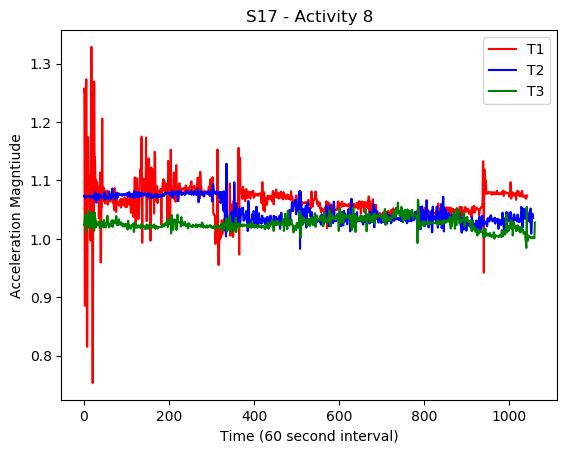 S17 - Activity 8
T1
T2
T3
1.3
1.2
1.1
1.0
0.9
0.8
Acceleration Magntiude
0
200
400
600
800
1000
Time (60 second interval)